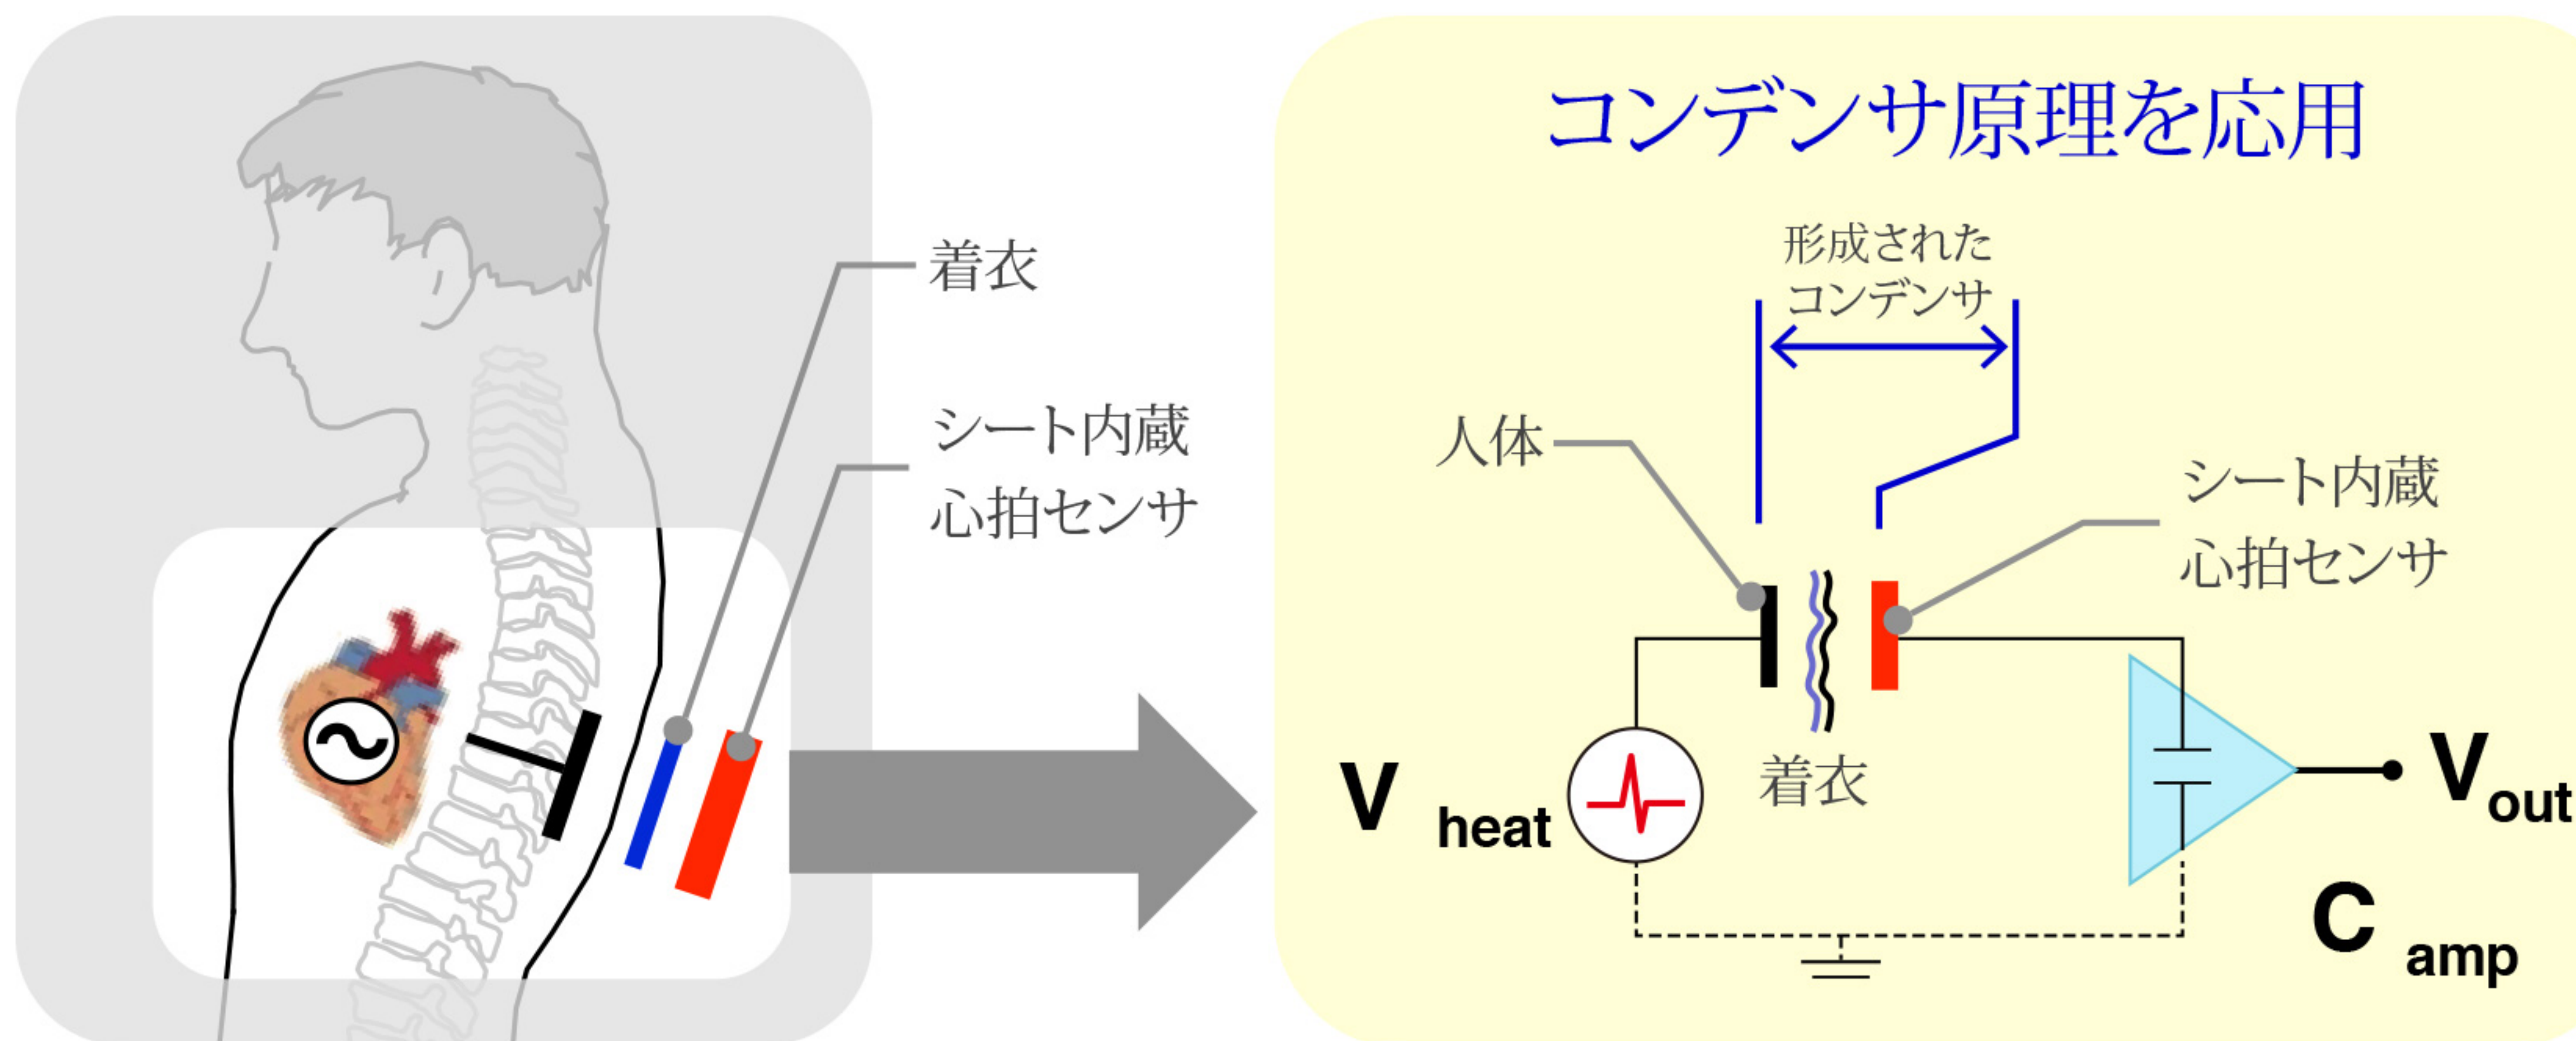 着衣
シート内蔵
心拍センサ
コンデンサ原理を応用
形成された
コンデンサ
人体
シート内蔵
心拍センサ
着衣
V heat
Vout
C amp